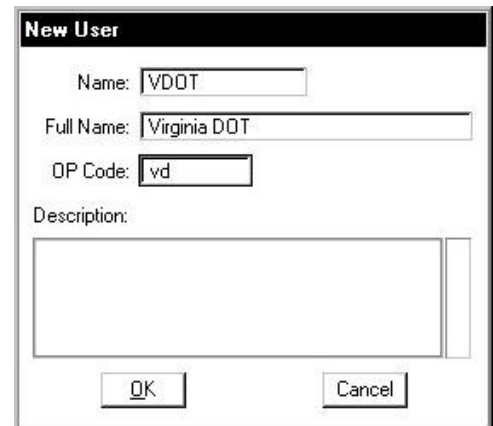 New User
Name: VDOT
Full Name: Virginia DOT
OP Code: vd
Description:
OK Cancel